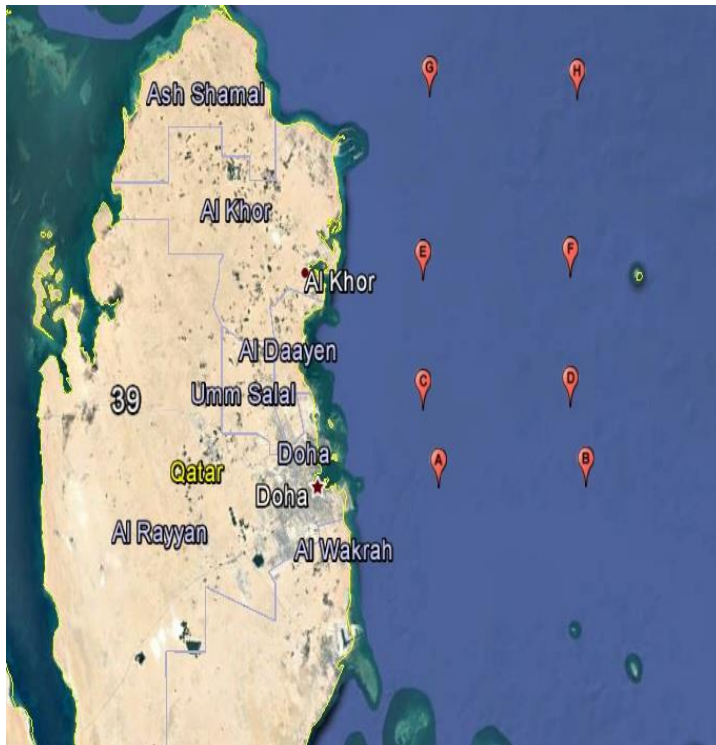 G
H
Ash Shamal
Al Khor
E
F
Al Khor
Al Daayen
C
D
Umm Salal
39
Doha
A
B
Qatar
Doha
Al Rayyan
Al Wakrah